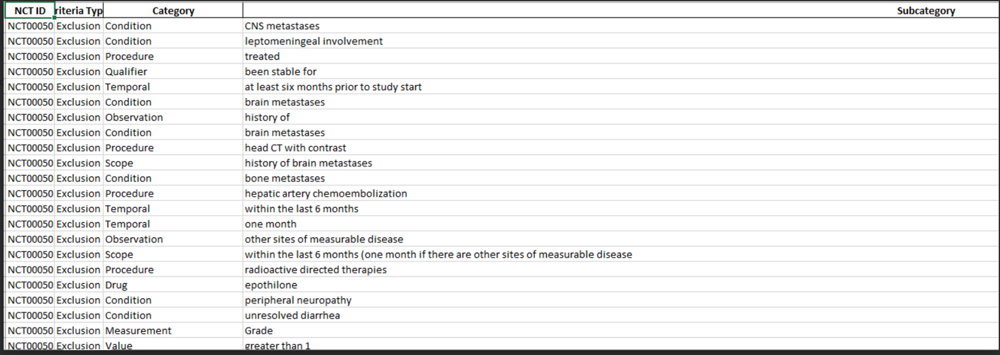 NCT ID riteria Typ Category Subcategory
NCT00050 Exclusion Condition CNS metastases
NCT00050 Exclusion Condition leptomeningeal involvement
NCT00050 Exclusion Procedure treated
NCT00050 Exclusion Qualifier been stable for
NCT00050 Exclusion Temporal at least six months prior to study start
NCT00050 Exclusion Condition brain metastases
NCT00050 Exclusion Observation history of
NCT00050 Exclusion Condition brain metastases
NCT00050 Exclusion Procedure head CT with contrast
NCT00050 Exclusion Scope history of brain metastases
NCT00050 Exclusion Condition bone metastases
NCT00050 Exclusion Procedure hepatic artery chemoembolization
NCT00050 Exclusion Temporal within the last 6 months
NCT00050 Exclusion Temporal one month
NCT00050 Exclusion Observation other sites of measurable disease
NCT00050 Exclusion Scope within the last 6 months (one month if there are other sites of measurable disease
NCT00050 Exclusion Procedure radioactive directed therapies
NCT00050 Exclusion Drug epothilone
NCT00050 Exclusion Condition peripheral neuropathy
NCT00050 Exclusion Condition unresolved diarrhea
NCT00050 Exclusion Measurement Grade
NCT00050 Exclusion Value greater than 1